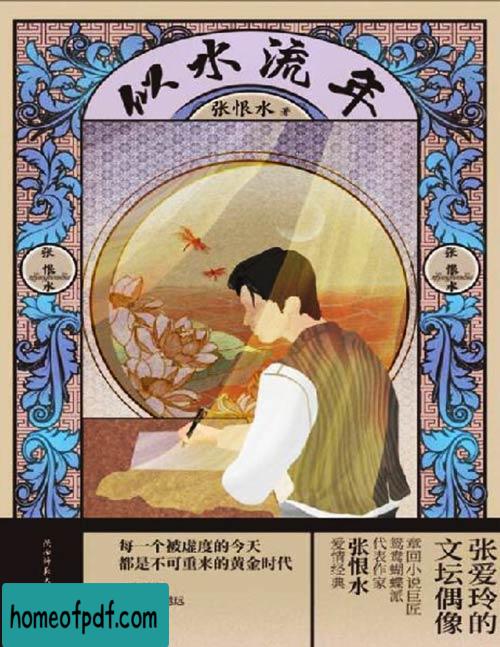 似水流年
张恨水 著
张恨水
张恨水
每一个被虚度的今天
都是不可重来的黄金时代
张爱玲的
文坛偶像
章回小说巨匠
鸳鸯蝴蝶派
代表作家
张恨水
爱情经典
homeofpdf.com